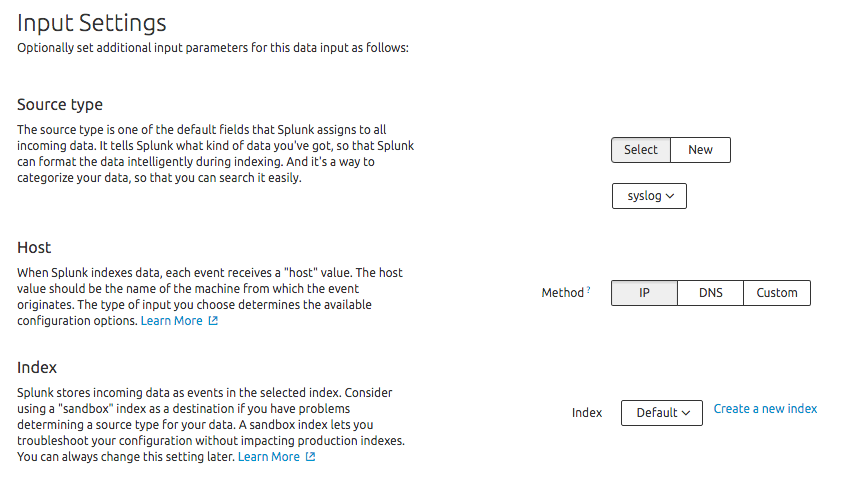 Input Settings
Optionally set additional input parameters for this data input as follows:
Source type
The source type is one of the default fields that Splunk assigns to all
incoming data. It tells Splunk what kind of data you've got, so that Splunk
can format the data intelligently during indexing. And it's a way to
categorize your data, so that you can search it easily.
Select New
syslog
Host
When Splunk indexes data, each event receives a "host" value. The host
value should be the name of the machine from which the event
originates. The type of input you choose determines the available
configuration options. Learn More
Method ? IP DNS Custom
Index
Splunk stores incoming data as events in the selected index. Consider
using a "sandbox" index as a destination if you have problems
determining a source type for your data. A sandbox index lets you
troubleshoot your configuration without impacting production indexes.
You can always change this setting later. Learn More
Index Default Create a new index